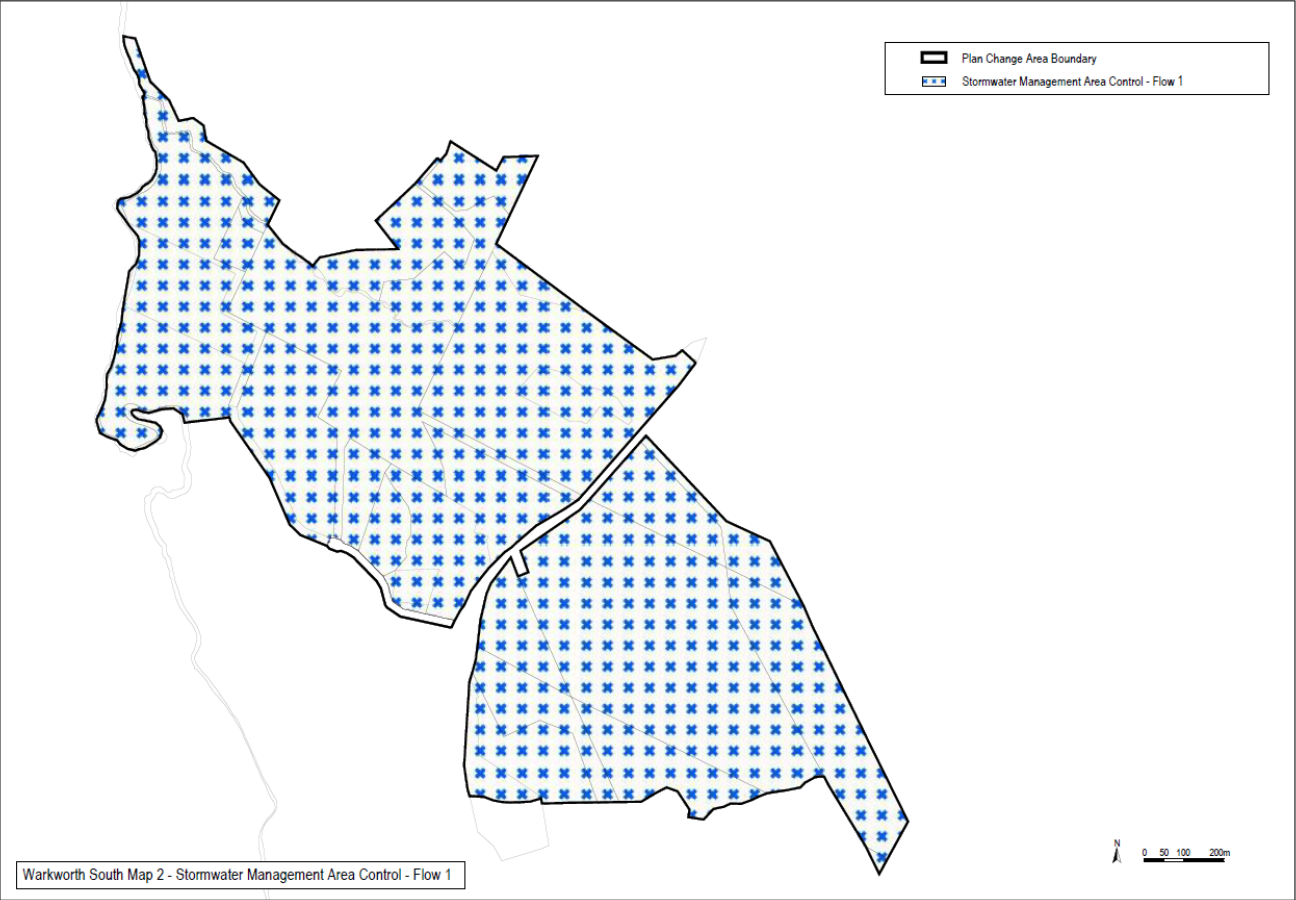 Plan Change Area Boundary
Stormwater Management Area Control - Flow 1
N
0 50 100 200m
Warkworth South Map 2 - Stormwater Management Area Control - Flow 1